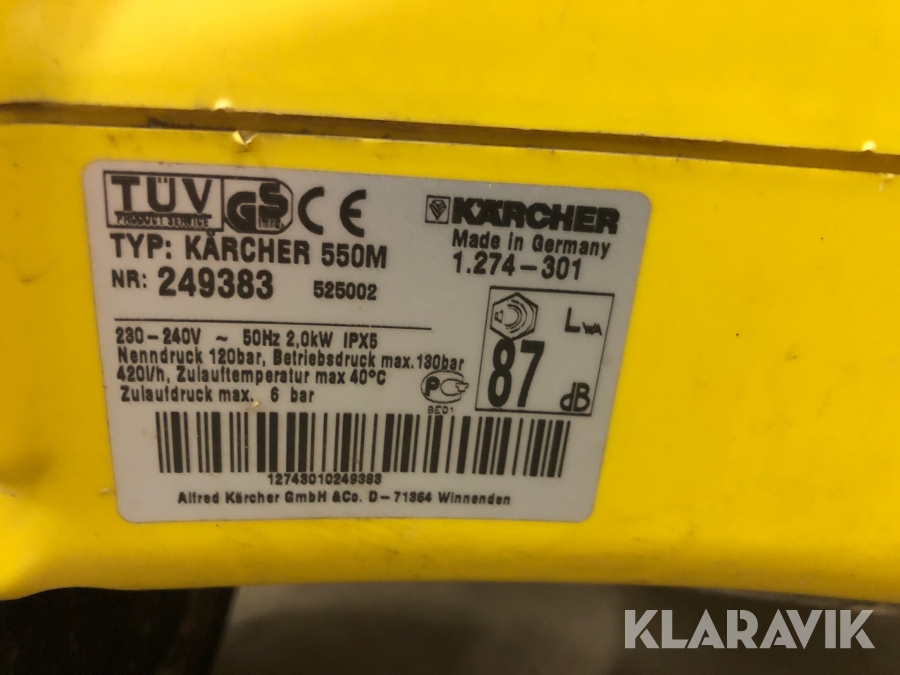 TÜV
PRODUCT SERVICE
GS CE
KÄRCHER
Made in Germany
1.274-301
TYP: KÄRCHER 550M
NR: 249383 525002
230-240V ~ 50Hz 2,0kW IPX5
Nenndruck 120bar, Betriebsdruck max.130bar
420l/h, Zulauftemperatur max 40°C
Zulaufdruck max. 6 bar
BE01
LWA
87
dB
12743010249383
Alfred Kärcher GmbH &Co. D-71364 Winnenden
KLARAVIK